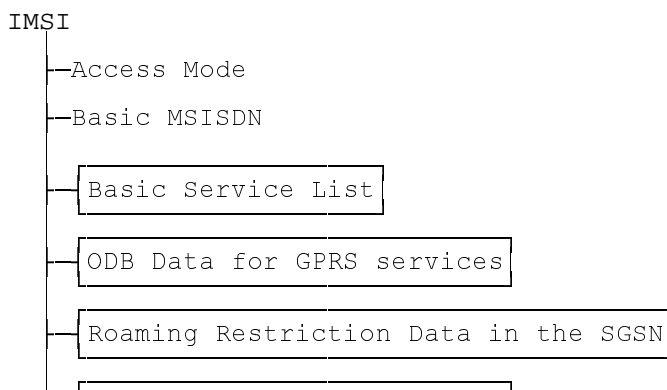 IMSI
Access Mode
Basic MSISDN
Basic Service List
ODB Data for GPRS services
Roaming Restriction Data in the SGSN